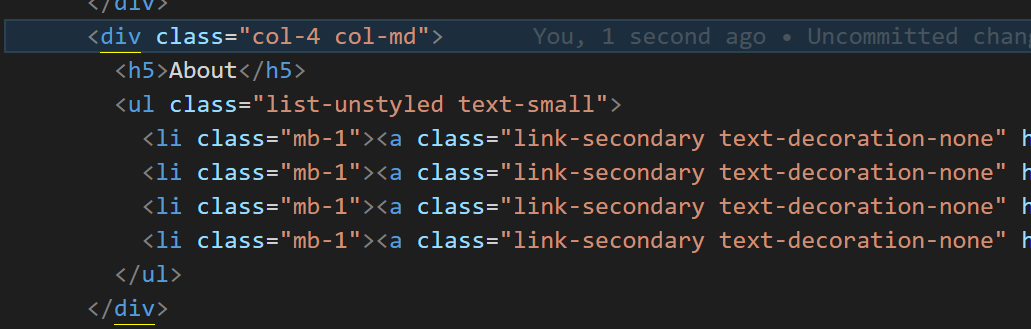 </div>
<div class="col-4 col-md"> You, 1 second ago • Uncommitted chan
<h5>About</h5>
<ul class="list-unstyled text-small">
<li class="mb-1"><a class="link-secondary text-decoration-none" h
<li class="mb-1"><a class="link-secondary text-decoration-none" h
<li class="mb-1"><a class="link-secondary text-decoration-none" h
<li class="mb-1"><a class="link-secondary text-decoration-none" h
</ul>
</div>